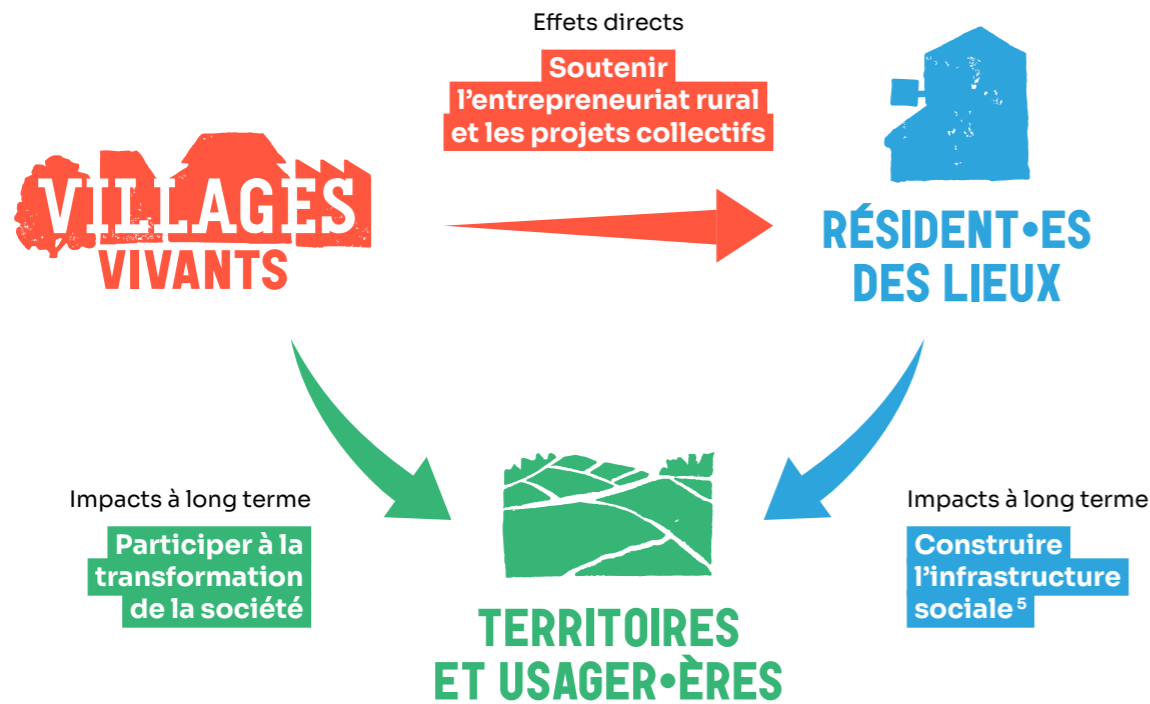 Effets directs
Soutenir
l’entrepreneuriat rural
et les projets collectifs
VILLAGES
VIVANTS
RÉSIDENT•ES
DES LIEUX
Impacts à long terme
Participer à la
transformation
de la société
Impacts à long terme
Construire
l’infrastructure
sociale ⁵
TERRITOIRES
ET USAGER•ÈRES